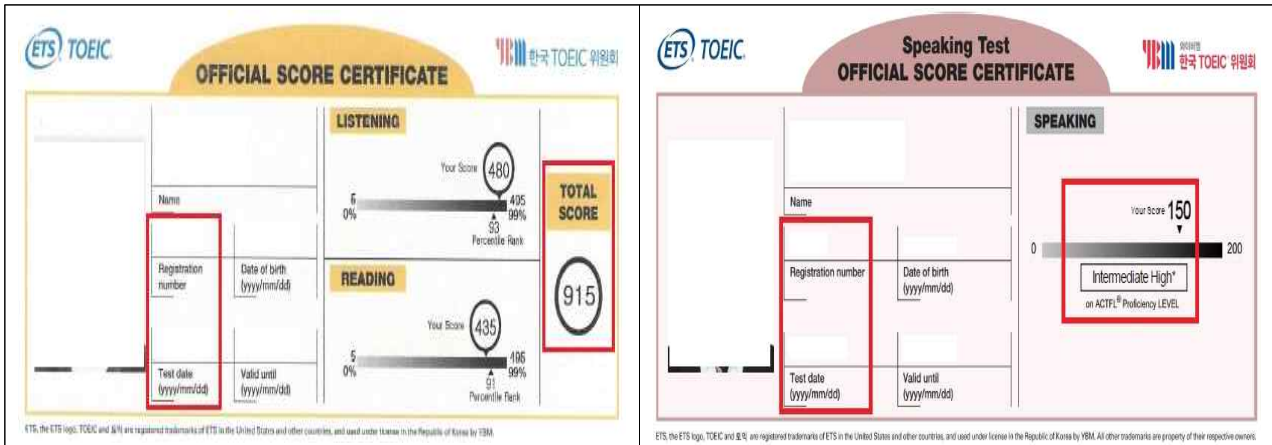 ETS TOEIC
OFFICIAL SCORE CERTIFICATE
YBM 한국 TOEIC 위원회
LISTENING
Your Score 480
5 495
0% 99%
93
Percentile Rank
TOTAL
SCORE
915
Name
Registration
number
Date of birth
(yyyy/mm/dd)
READING
Your Score 435
5 495
0% 99%
91
Percentile Rank
Test date
(yyyy/mm/dd)
Valid until
(yyyy/mm/dd)
ETS, the ETS logo, TOEIC and 토익 are registered trademarks of ETS in the United States and other countries, and used under license in the Republic of Korea by YBM.
ETS TOEIC
Speaking Test
OFFICIAL SCORE CERTIFICATE
와이비엠
YBM 한국 TOEIC 위원회
SPEAKING
Your Score 150
0 200
Intermediate High*
on ACTFL® Proficiency LEVEL
Name
Registration number
Date of birth
(yyyy/mm/dd)
Test date
(yyyy/mm/dd)
Valid until
(yyyy/mm/dd)
ETS, the ETS logo, TOEIC and 토익 are registered trademarks of ETS in the United States and other countries, and used under license in the Republic of Korea by YBM. All other trademarks are property of their respective owners.